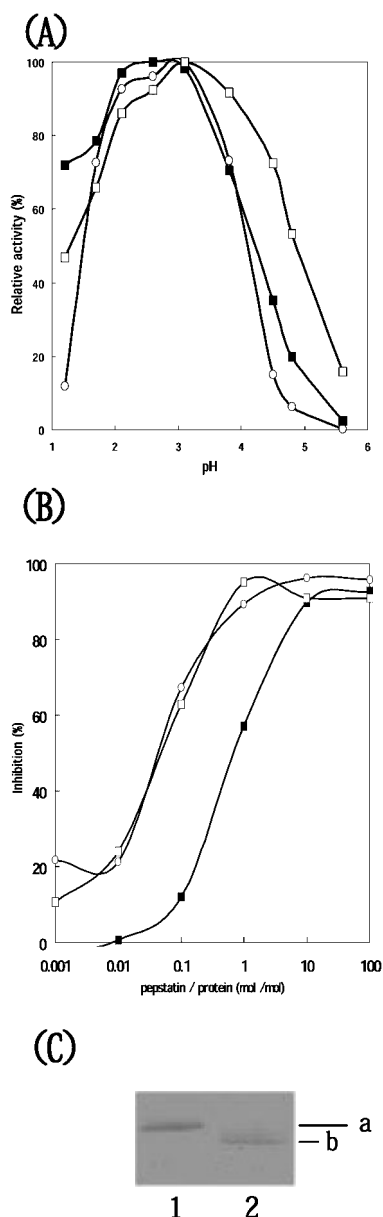 (A)
100
80
60
40
20
0
Relative activity (%)
1 2 3 4 5 6
pH
(B)
100
80
60
40
20
0
Inhibition (%)
0.001 0.01 0.1 1 10 100
pepstatin / protein (mol /mol)
(C)
a
b
1 2